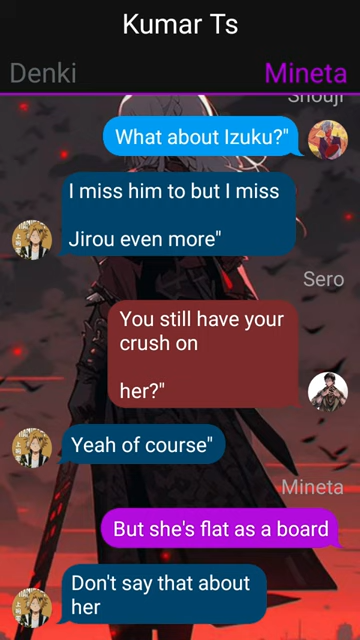 Kumar Ts
Denki
Mineta
Shouji
What about Izuku?"
I miss him to but I miss
Jirou even more"
Sero
You still have your
crush on
her?"
Yeah of course"
Mineta
But she's flat as a board
Don't say that about
her